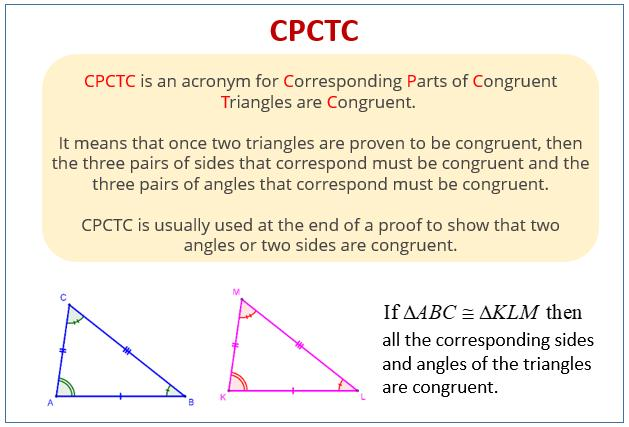 CPCTC
CPCTC is an acronym for Corresponding Parts of Congruent
Triangles are Congruent.
It means that once two triangles are proven to be congruent, then
the three pairs of sides that correspond must be congruent and the
three pairs of angles that correspond must be congruent.
CPCTC is usually used at the end of a proof to show that two
angles or two sides are congruent.
C
A
B
M
K
L
If ΔABC ≅ ΔKLM then
all the corresponding sides
and angles of the triangles
are congruent.